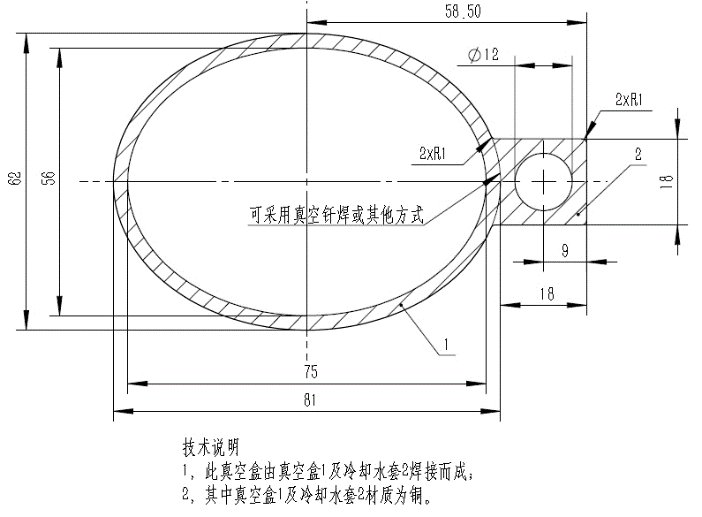 58.50
Ø12
2xR1
2xR1
2
62
56
18
可采用真空钎焊或其他方式
9
18
1
75
81
技术说明
1, 此真空盒由真空盒1及冷却水套2焊接而成;
2, 其中真空盒1及冷却水套2材质为铜。